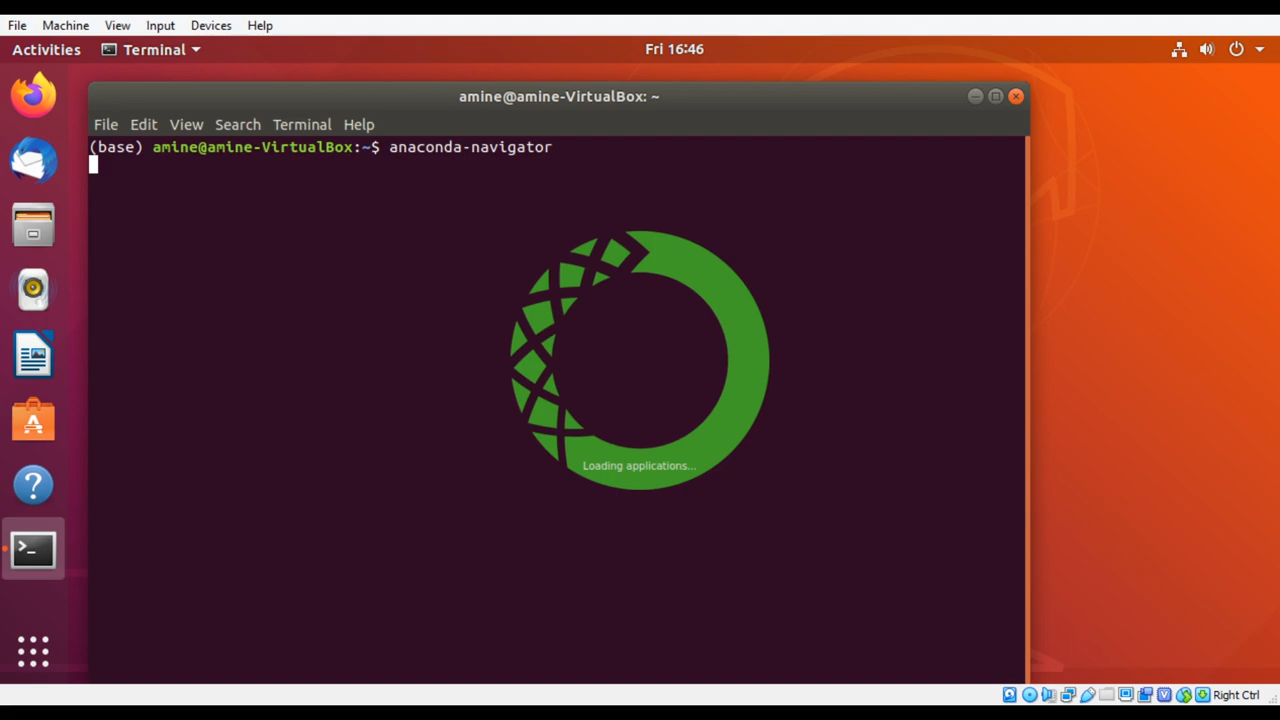 File Machine View Input Devices Help
Activities Terminal Fri 16:46
amine@amine-VirtualBox: ~
File Edit View Search Terminal Help
(base) amine@amine-VirtualBox:~$ anaconda-navigator
Loading applications...
Right Ctrl